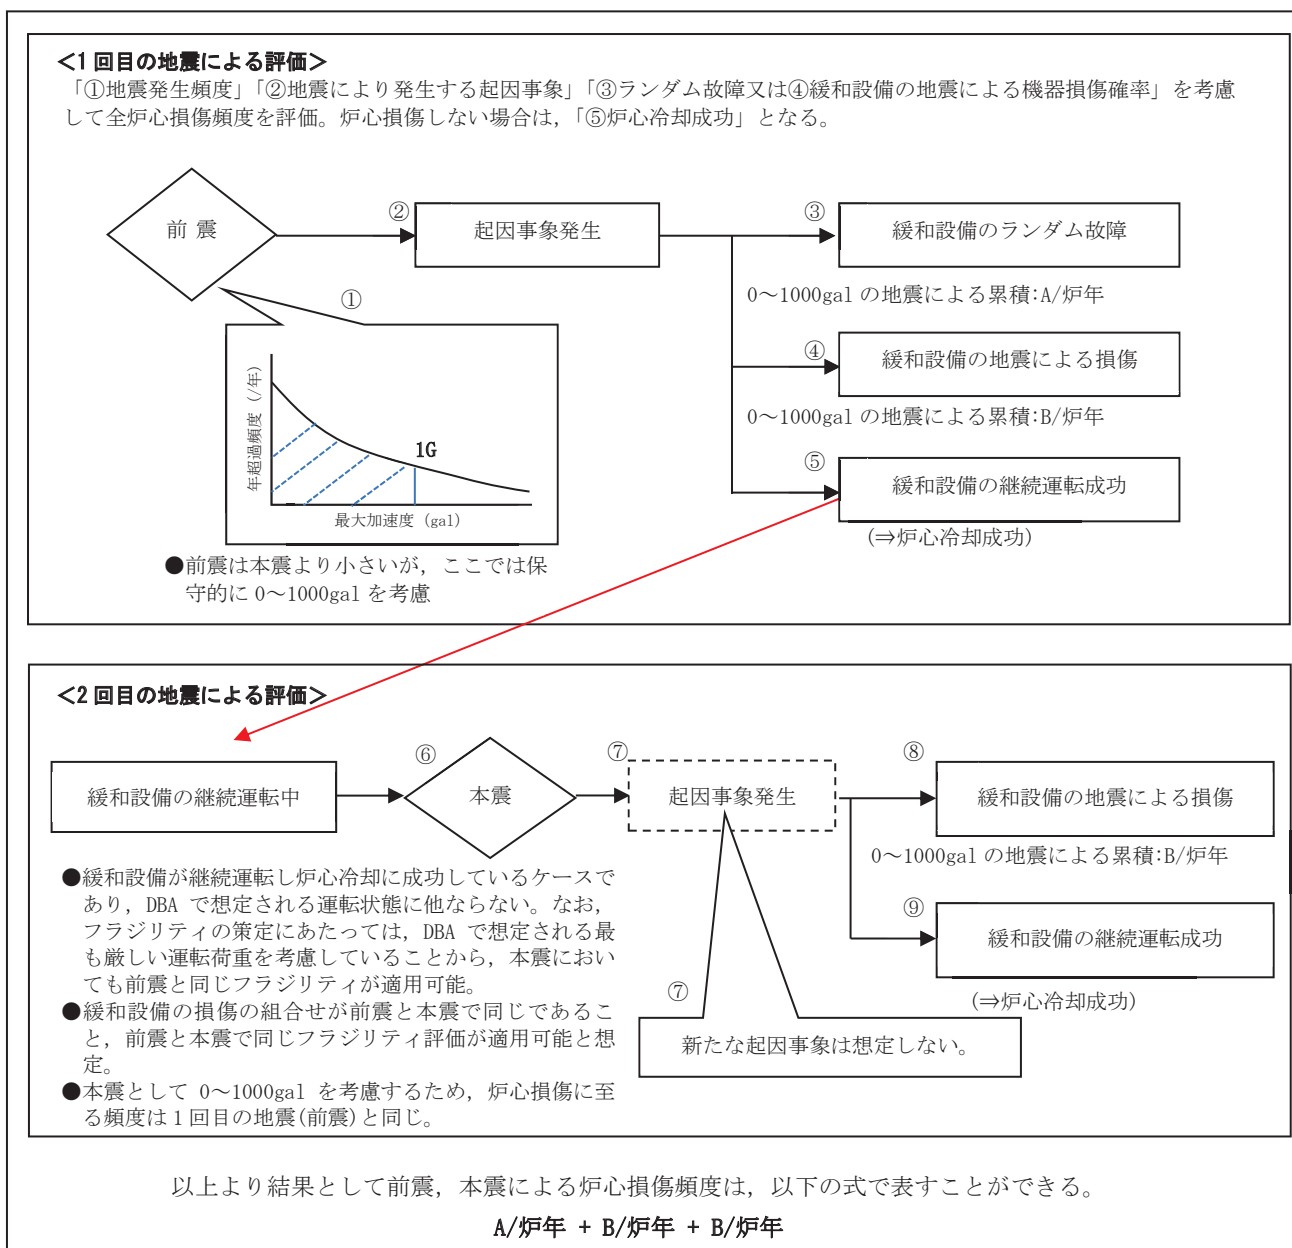 ＜1回目の地震による評価＞
「①地震発生頻度」「②地震により発生する起因事象」「③ランダム故障又は④緩和設備の地震による機器損傷確率」を考慮
して全炉心損傷頻度を評価。炉心損傷しない場合は，「⑤炉心冷却成功」となる。
前 震
②
起因事象発生
③
緩和設備のランダム故障
0～1000gal の地震による累積:A/炉年
①
④
緩和設備の地震による損傷
0～1000gal の地震による累積:B/炉年
年超過頻度 (/年)
1G
最大加速度 (gal)
⑤
緩和設備の継続運転成功
(⇒炉心冷却成功)
●前震は本震より小さいが，ここでは保
守的に 0～1000gal を考慮
＜2回目の地震による評価＞
緩和設備の継続運転中
⑥
本震
⑦
起因事象発生
⑧
緩和設備の地震による損傷
0～1000gal の地震による累積:B/炉年
⑨
緩和設備の継続運転成功
(⇒炉心冷却成功)
⑦
新たな起因事象は想定しない。
●緩和設備が継続運転し炉心冷却に成功しているケースで
あり，DBA で想定される運転状態に他ならない。なお，
フラジリティの策定にあたっては，DBA で想定される最
も厳しい運転荷重を考慮していることから，本震におい
ても前震と同じフラジリティが適用可能。
●緩和設備の損傷の組合せが前震と本震で同じであるこ
と，前震と本震で同じフラジリティ評価が適用可能と想
定。
●本震として 0～1000gal を考慮するため，炉心損傷に至
る頻度は1回目の地震(前震)と同じ。
以上より結果として前震，本震による炉心損傷頻度は，以下の式で表すことができる。
A/炉年 + B/炉年 + B/炉年